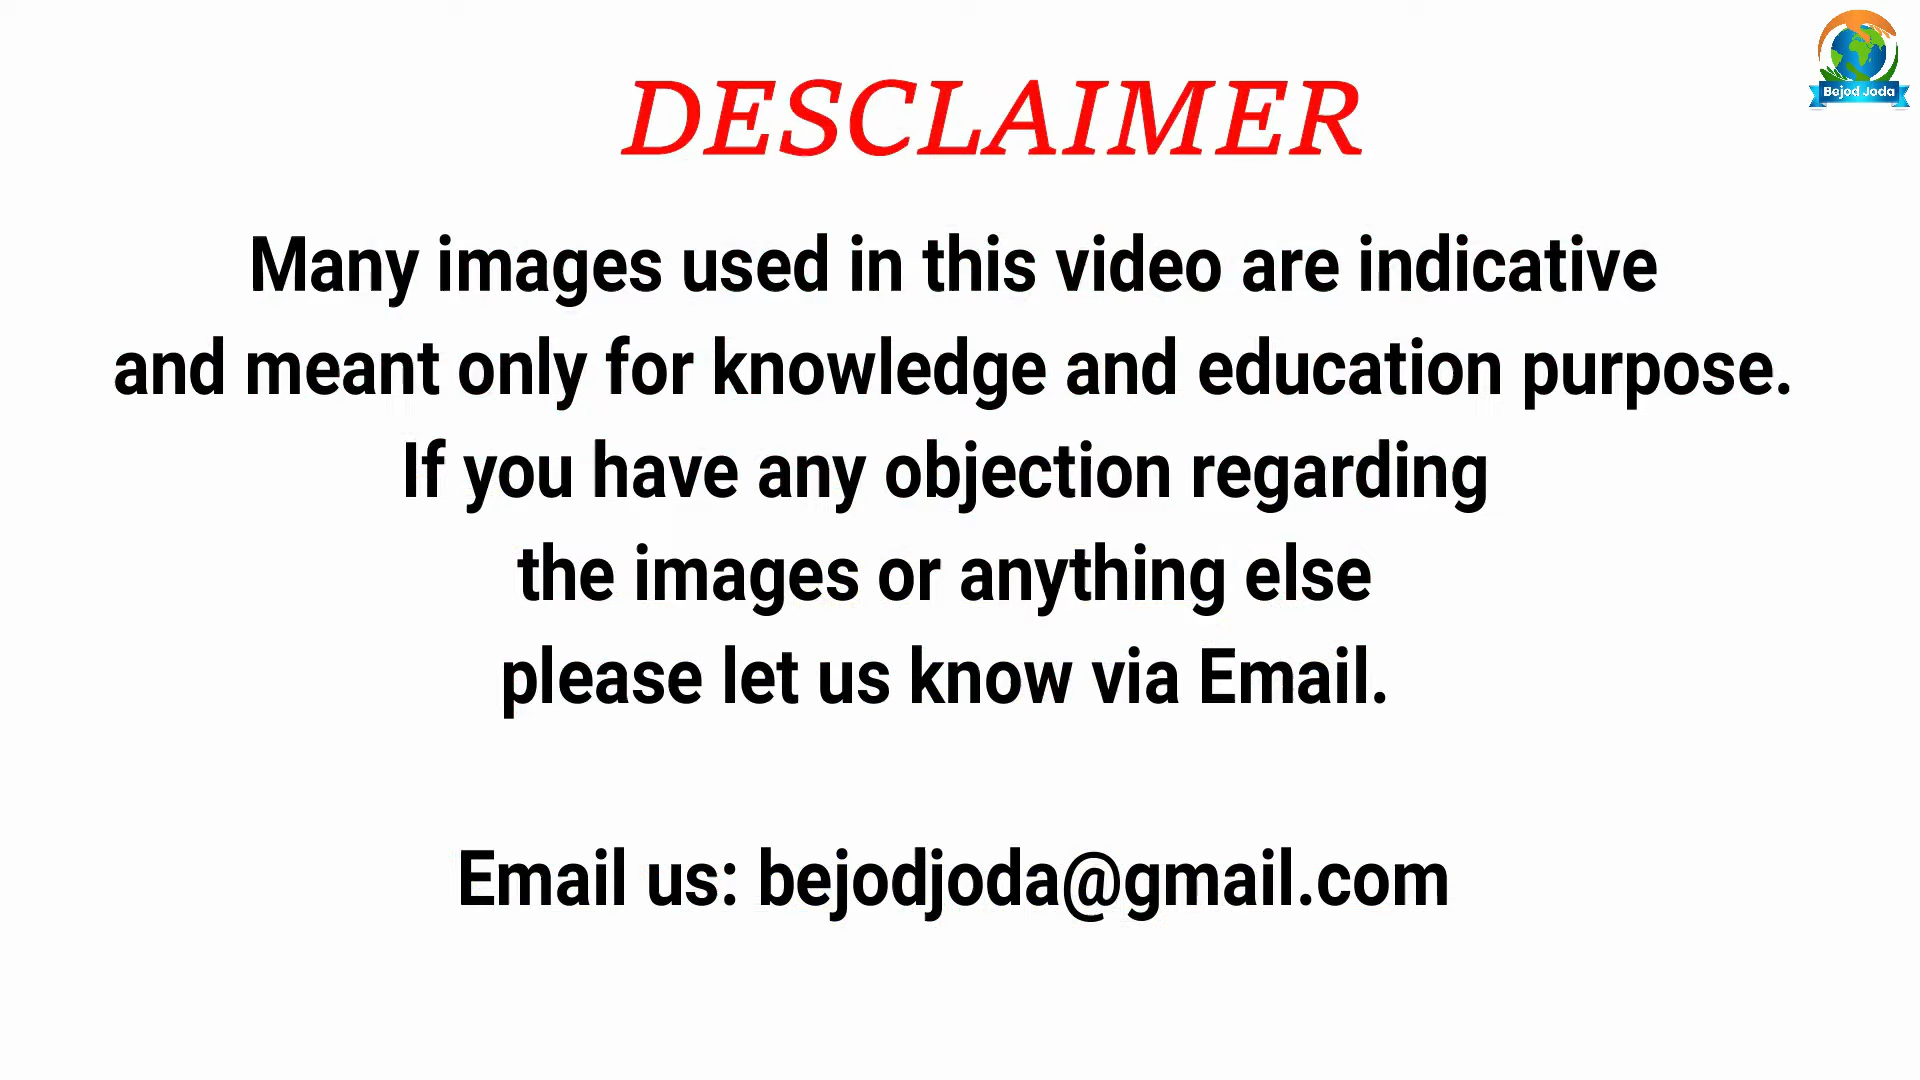 DESCLAIMER
Bejod Joda
Many images used in this video are indicative
and meant only for knowledge and education purpose.
If you have any objection regarding
the images or anything else
please let us know via Email.
Email us: bejodjoda@gmail.com